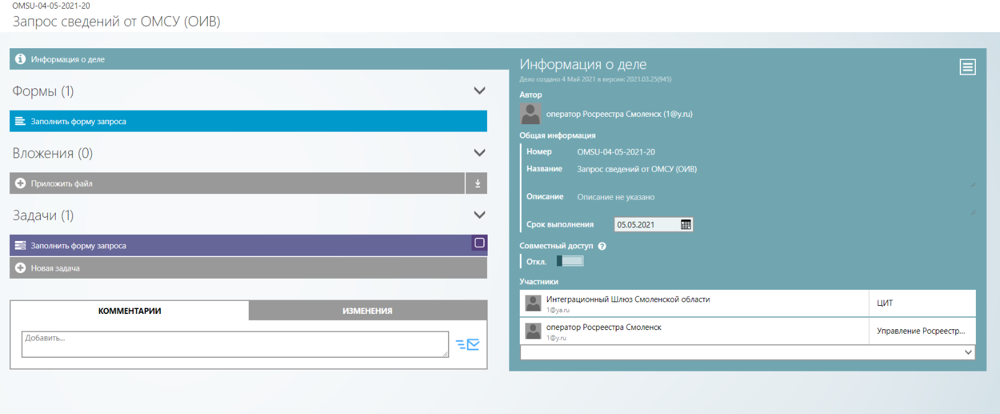 OMSU-04-05-2021-20
Запрос сведений от ОМСУ (ОИВ)
Информация о деле
Формы (1)
Заполнить форму запроса
Вложения (0)
Приложить файл
Задачи (1)
Заполнить форму запроса
Новая задача
КОММЕНТАРИИ
ИЗМЕНЕНИЯ
Добавить...
Информация о деле
Дело создано 4 Май 2021 в версии: 2021.03.25(945)
Автор
оператор Росреестра Смоленск (1@y.ru)
Общая информация
Номер OMSU-04-05-2021-20
Название Запрос сведений от ОМСУ (ОИВ)
Описание Описание не указано
Срок выполнения 05.05.2021
Совместный доступ ?
Откл.
Участники
Интеграционный Шлюз Смоленской области
1@ya.ru
ЦИТ
оператор Росреестра Смоленск
1@y.ru
Управление Росреестр...